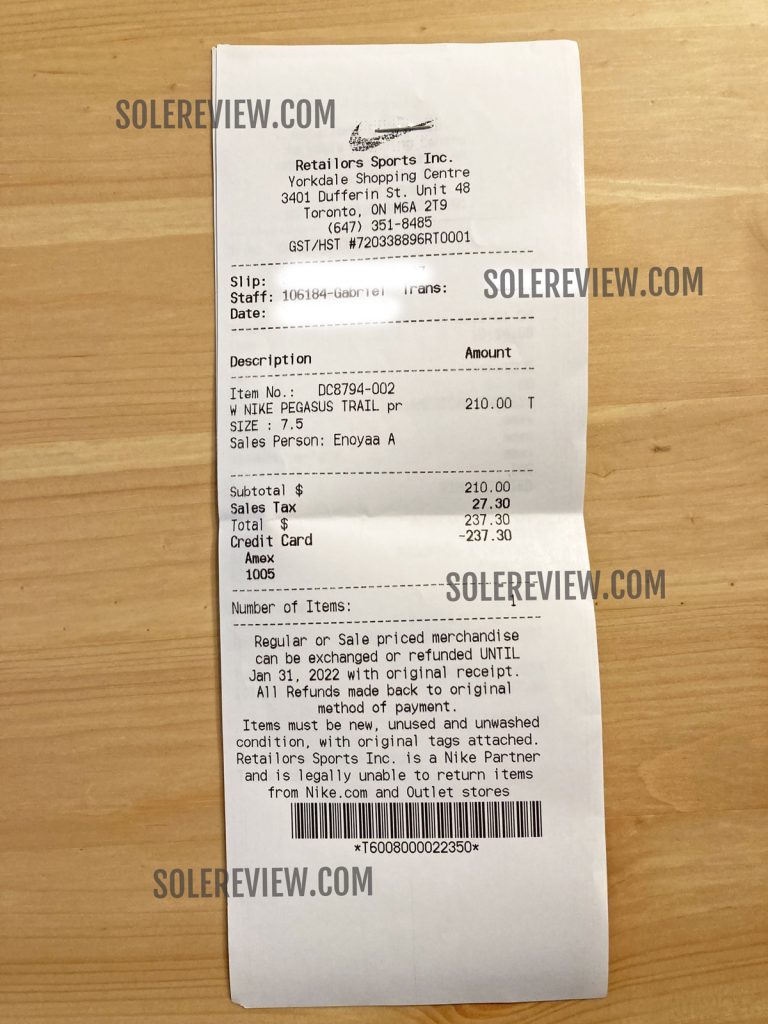 SOLEREVIEW.COM
Retailors Sports Inc.
Yorkdale Shopping Centre
3401 Dufferin St. Unit 48
Toronto, ON M6A 2T9
(647) 351-8485
GST/HST #720338896RT0001
Slip:
SOLEREVIEW.COM
Staff: 106184-Gabriel Trans:
Date:
Description Amount
Item No.: DC8794-002
W NIKE PEGASUS TRAIL pr 210.00 T
SIZE : 7.5
Sales Person: Enoyaa A
Subtotal $ 210.00
Sales Tax 27.30
Total $ 237.30
Credit Card -237.30
Amex
1005
SOLEREVIEW.COM
Number of Items: 1
Regular or Sale priced merchandise
can be exchanged or refunded UNTIL
Jan 31, 2022 with original receipt.
All Refunds made back to original
method of payment.
Items must be new, unused and unwashed
condition, with original tags attached.
Retailors Sports Inc. is a Nike Partner
and is legally unable to return items
from Nike.com and Outlet stores
*T6008000022350*
SOLEREVIEW.COM